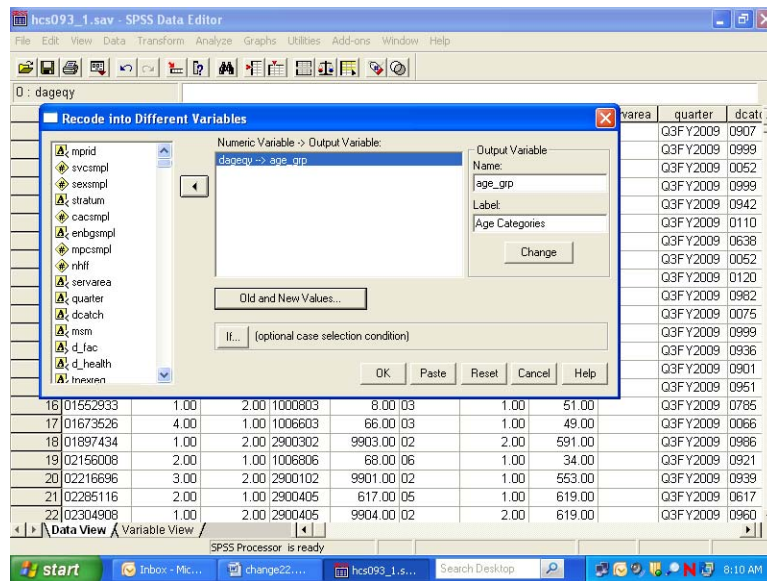 hcs093_1.sav - SPSS Data Editor
File Edit View Data Transform Analyze Graphs Utilities Add-ons Window Help
0 : dageqy
varea quarter dcatc
Recode into Different Variables
Numeric Variable -> Output Variable:
dageqy --> age_grp
mprid
svcsmpl
sexsmpl
stratum
cacsmpl
enbgsmpl
mpcsmpl
nhff
servarea
quarter
dcatch
msm
d_fac
d_health
Output Variable
Name:
age_grp
Label:
Age Categories
Change
Old and New Values...
If... (optional case selection condition)
OK Paste Reset Cancel Help
Q3FY2009 0907
Q3FY2009 0999
Q3FY2009 0052
Q3FY2009 0999
Q3FY2009 0942
Q3FY2009 0110
Q3FY2009 0638
Q3FY2009 0052
Q3FY2009 0120
Q3FY2009 0982
Q3FY2009 0075
Q3FY2009 0999
Q3FY2009 0936
Q3FY2009 0901
Q3FY2009 0951
16 01552933 1.00 2.00 1000803 8.00 03 1.00 51.00 Q3FY2009 0785
17 01673526 4.00 1.00 1006603 66.00 03 1.00 49.00 Q3FY2009 0066
18 01897434 1.00 2.00 2900302 9903.00 02 2.00 591.00 Q3FY2009 0986
19 02156008 2.00 1.00 1006806 68.00 06 1.00 34.00 Q3FY2009 0921
20 02216696 3.00 2.00 2900102 9901.00 02 1.00 553.00 Q3FY2009 0939
21 02285116 2.00 1.00 2900405 617.00 05 1.00 619.00 Q3FY2009 0617
22 02304908 1.00 2.00 2900405 9904.00 02 2.00 619.00 Q3FY2009 0960
Data View Variable View
SPSS Processor is ready
start Inbox - Mic... change22.... hcs093_1.s... Search Desktop 8:10 AM